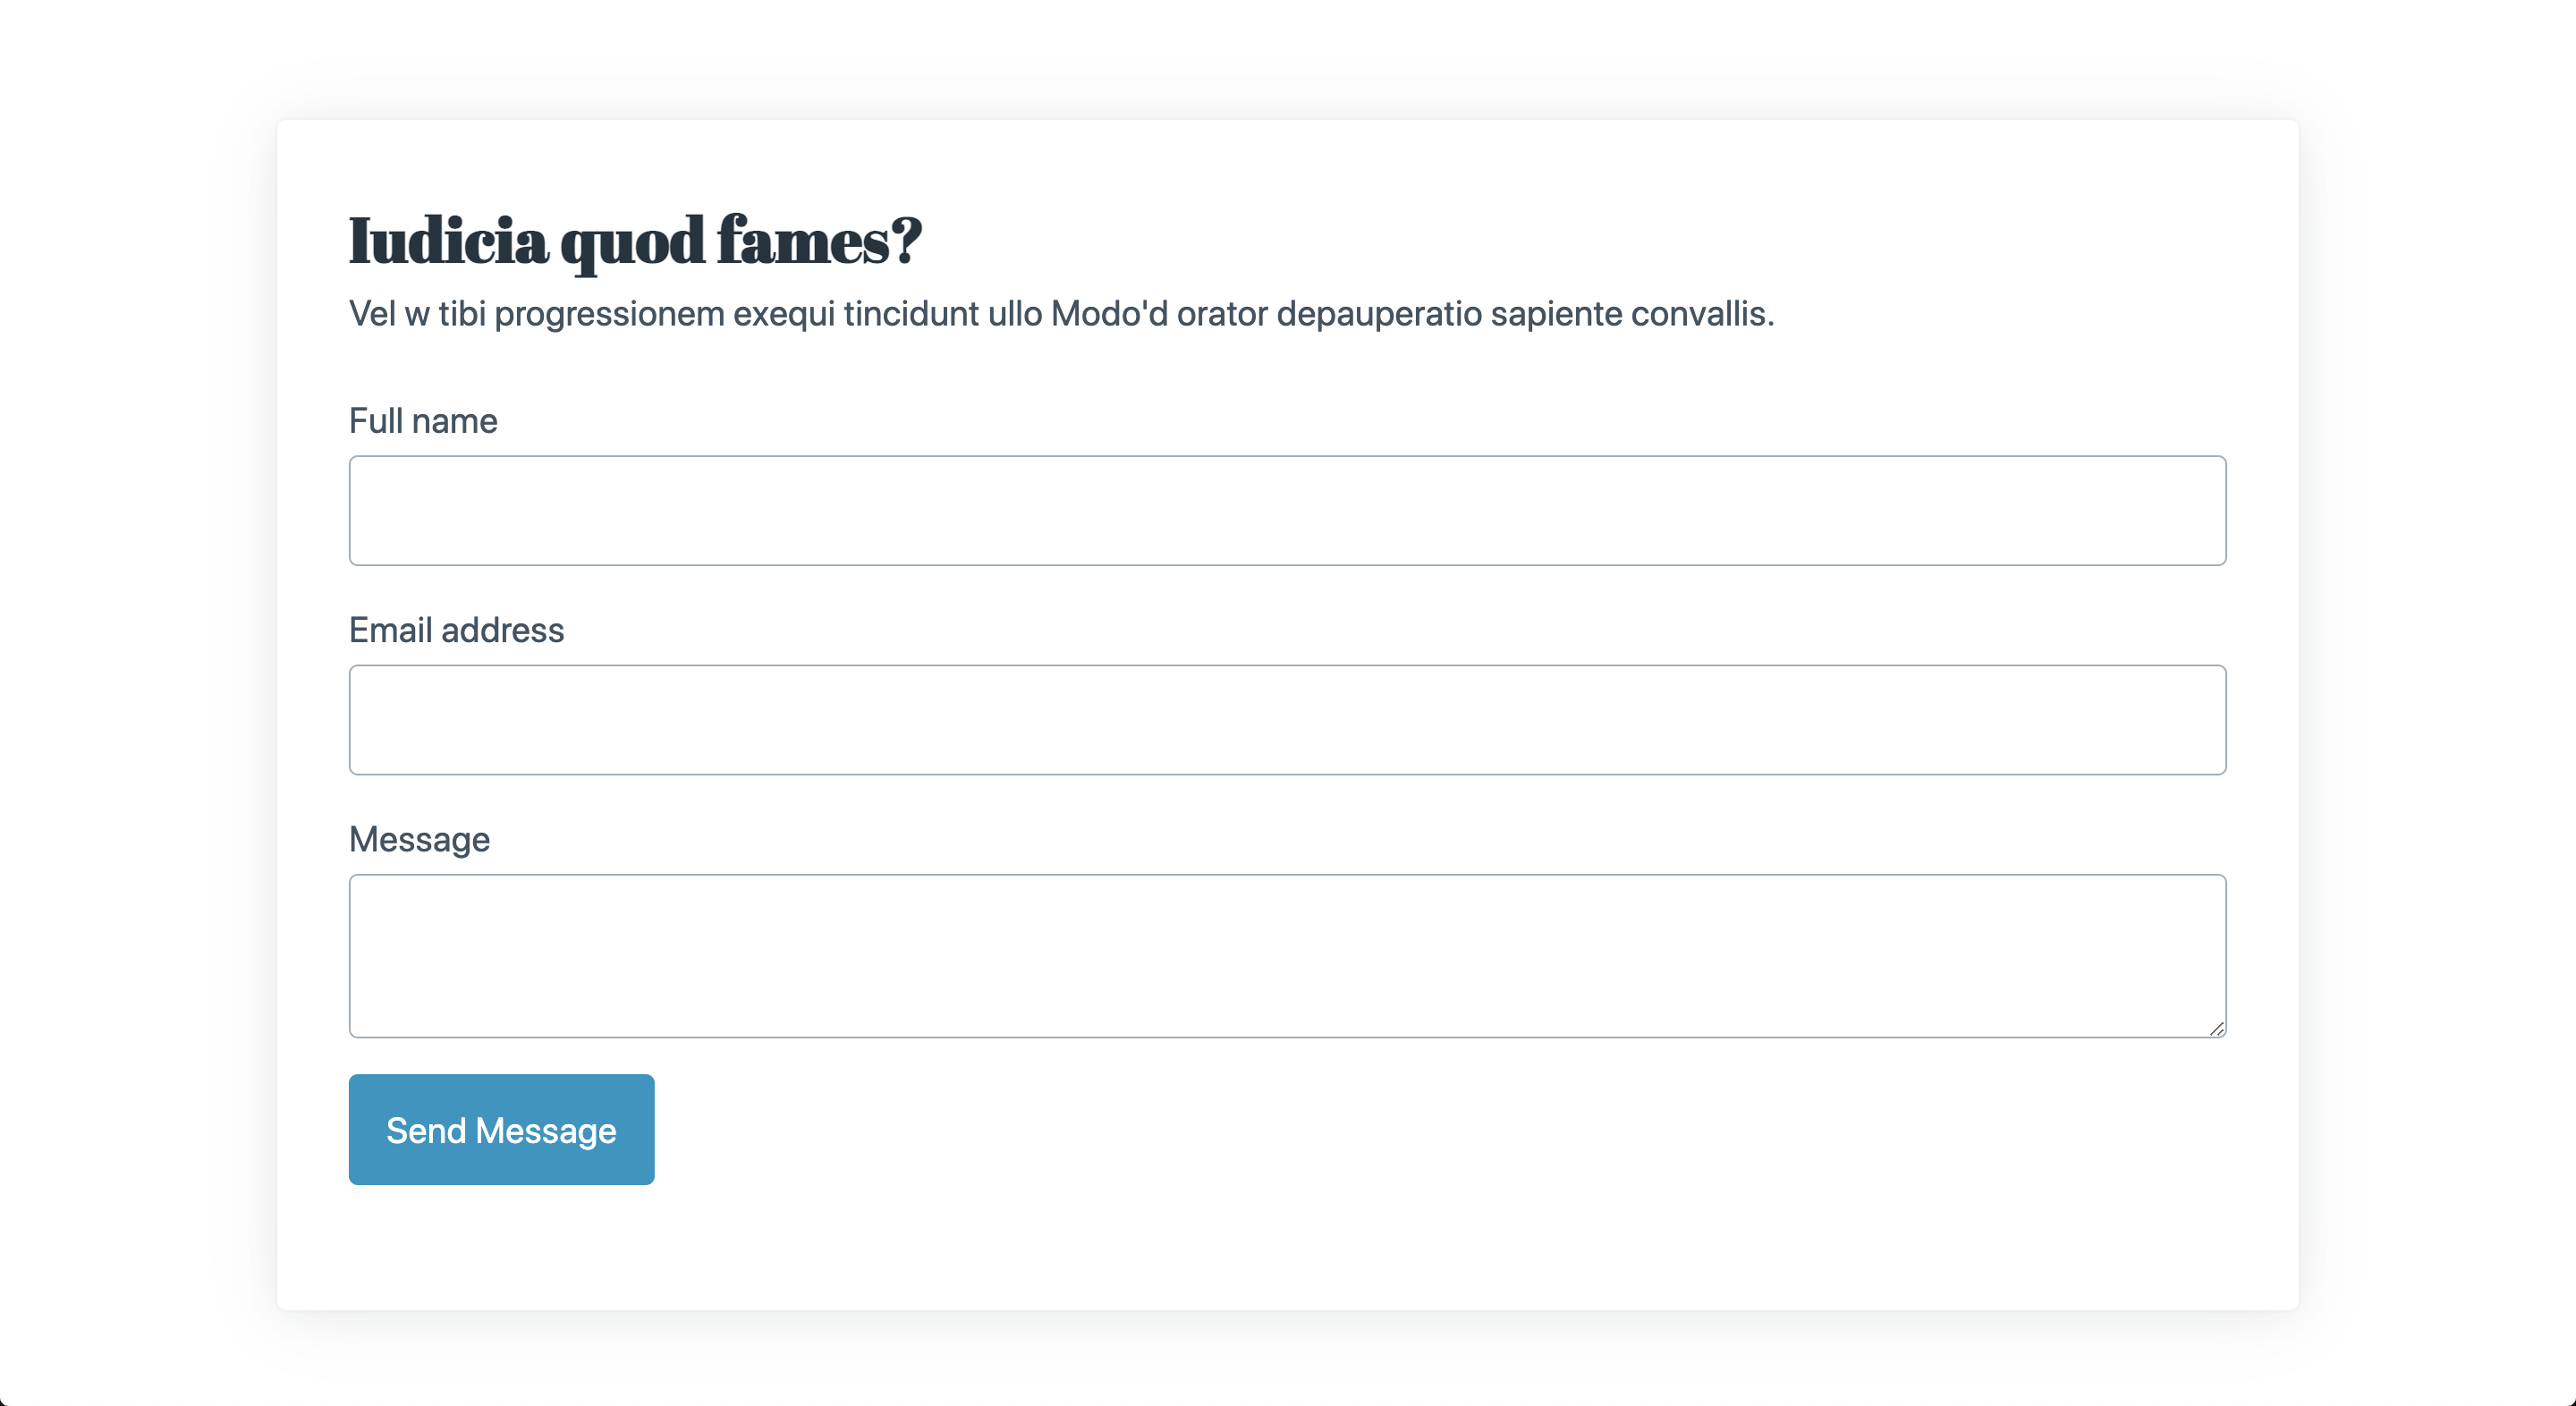 Iudicia quod fames?
Vel w tibi progressionem exequi tincidunt ullo Modo'd orator depauperatio sapiente convallis.
Full name
Email address
Message
Send Message